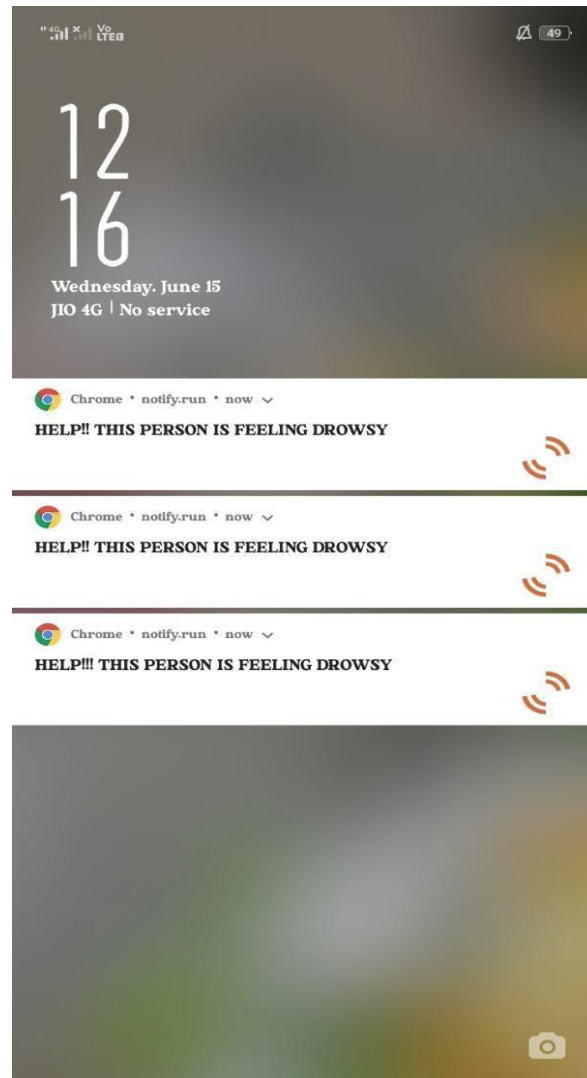 4G Vo LTE 49
12
16
Wednesday. June 15
JIO 4G | No service
Chrome • notify.run • now
HELP!! THIS PERSON IS FEELING DROWSY
Chrome • notify.run • now
HELP!! THIS PERSON IS FEELING DROWSY
Chrome • notify.run • now
HELP!!! THIS PERSON IS FEELING DROWSY